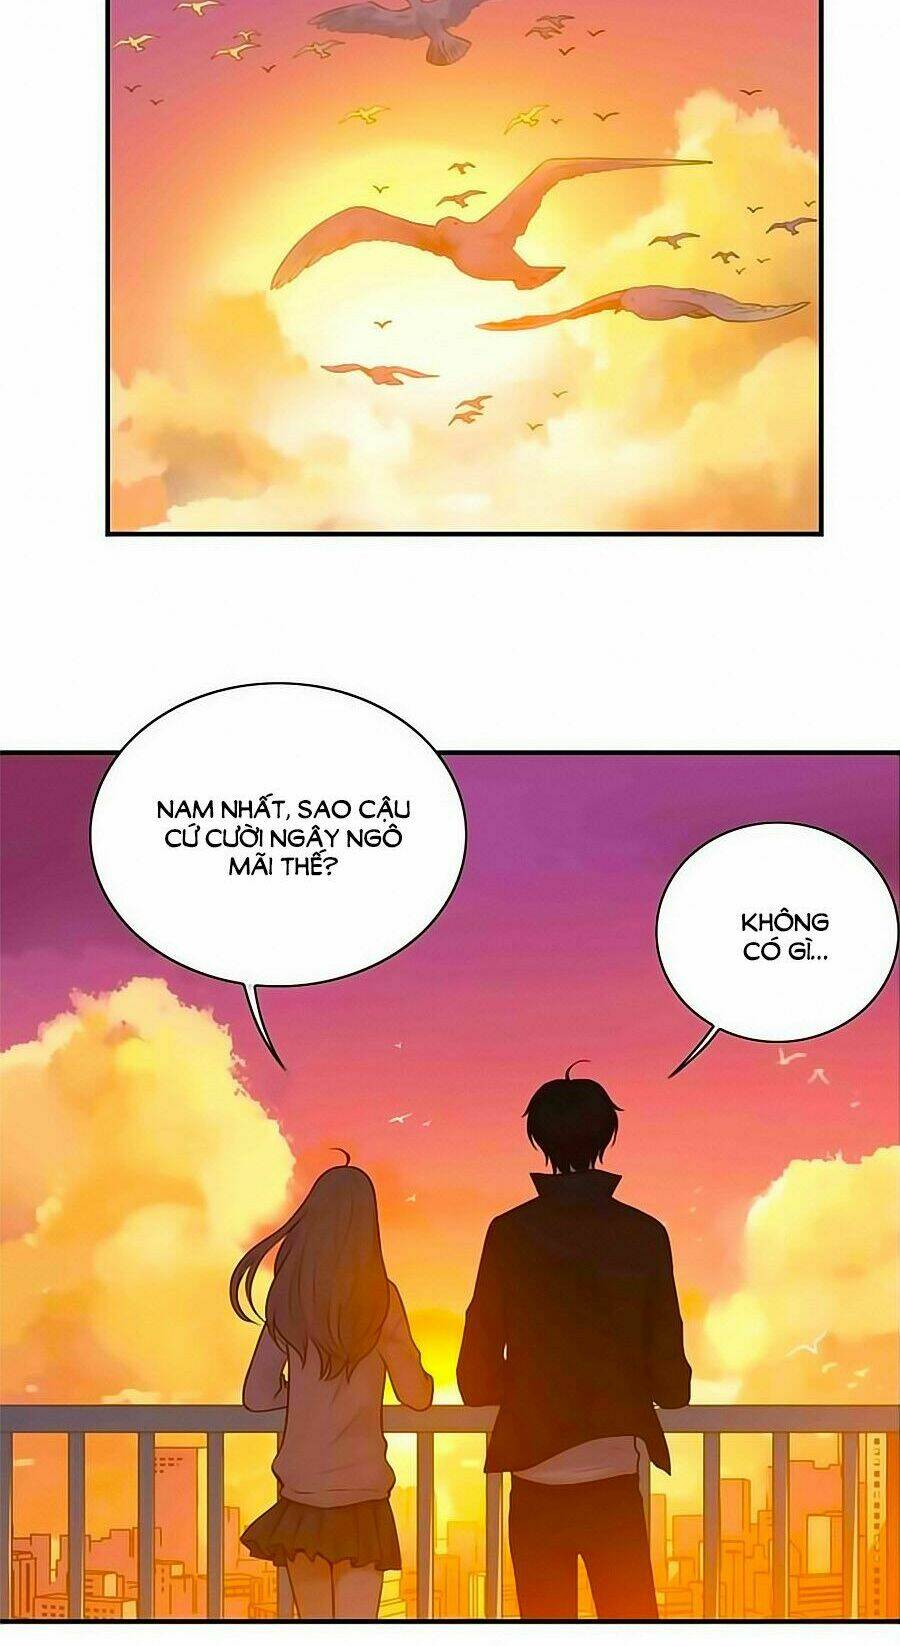 NAM NHẤT, SAO CẬU
CỨ CƯỜI NGÂY NGÔ
MÃI THẾ?
KHÔNG
CÓ GÌ...